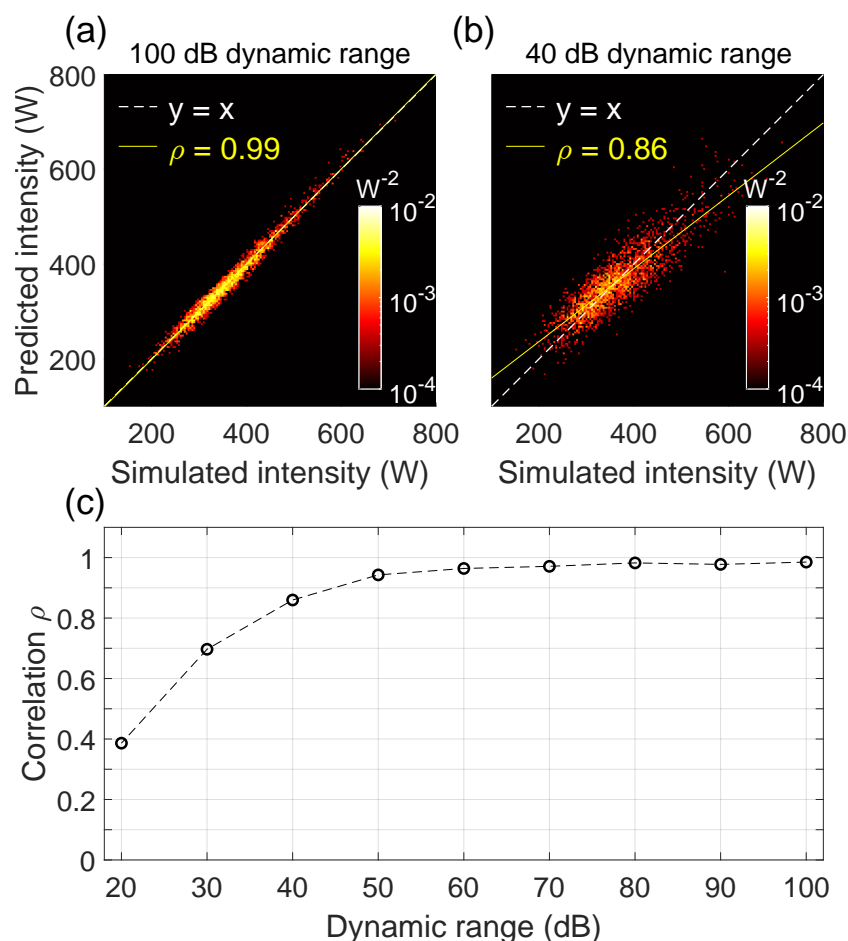 (a)
100 dB dynamic range
Predicted intensity (W)
800
600
400
200
y = x
ρ = 0.99
W⁻²
10⁻²
10⁻³
10⁻⁴
200 400 600 800
Simulated intensity (W)
(b)
40 dB dynamic range
y = x
ρ = 0.86
W⁻²
10⁻²
10⁻³
10⁻⁴
200 400 600 800
Simulated intensity (W)
(c)
Correlation ρ
1
0.8
0.6
0.4
0.2
0
20 30 40 50 60 70 80 90 100
Dynamic range (dB)